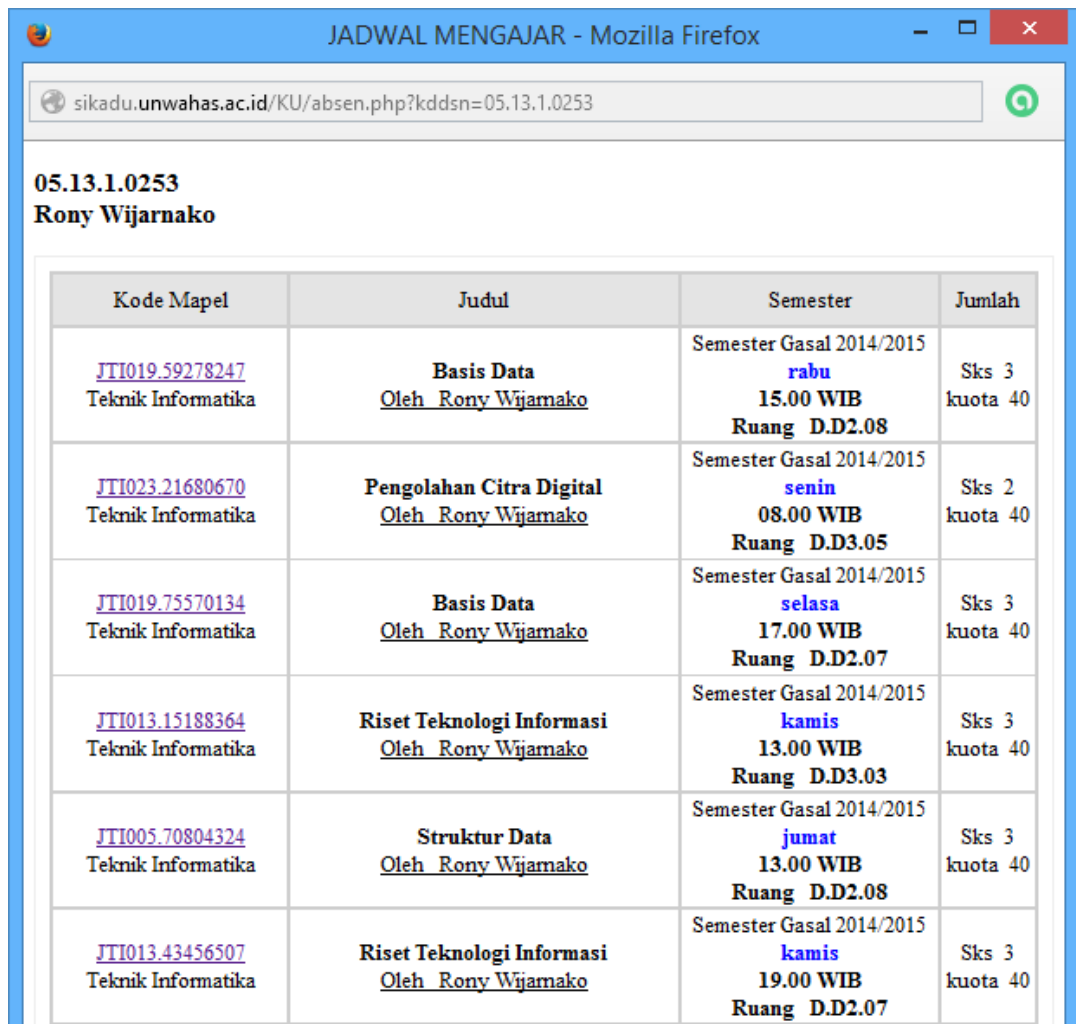 JADWAL MENGAJAR - Mozilla Firefox
sikadu.unwahas.ac.id/KU/absen.php?kddsn=05.13.1.0253
05.13.1.0253
Rony Wijarnako
Kode Mapel Judul Semester Jumlah
Semester Gasal 2014/2015
JTI019.59278247 Basis Data rabu Sks 3
Teknik Informatika Oleh Rony Wijarnako 15.00 WIB kuota 40
Ruang D.D2.08
Semester Gasal 2014/2015
JTI023.21680670 Pengolahan Citra Digital senin Sks 2
Teknik Informatika Oleh Rony Wijarnako 08.00 WIB kuota 40
Ruang D.D3.05
Semester Gasal 2014/2015
JTI019.75570134 Basis Data selasa Sks 3
Teknik Informatika Oleh Rony Wijarnako 17.00 WIB kuota 40
Ruang D.D2.07
Semester Gasal 2014/2015
JTI013.15188364 Riset Teknologi Informasi kamis Sks 3
Teknik Informatika Oleh Rony Wijarnako 13.00 WIB kuota 40
Ruang D.D3.03
Semester Gasal 2014/2015
JTI005.70804324 Struktur Data jumat Sks 3
Teknik Informatika Oleh Rony Wijarnako 13.00 WIB kuota 40
Ruang D.D2.08
Semester Gasal 2014/2015
JTI013.43456507 Riset Teknologi Informasi kamis Sks 3
Teknik Informatika Oleh Rony Wijarnako 19.00 WIB kuota 40
Ruang D.D2.07